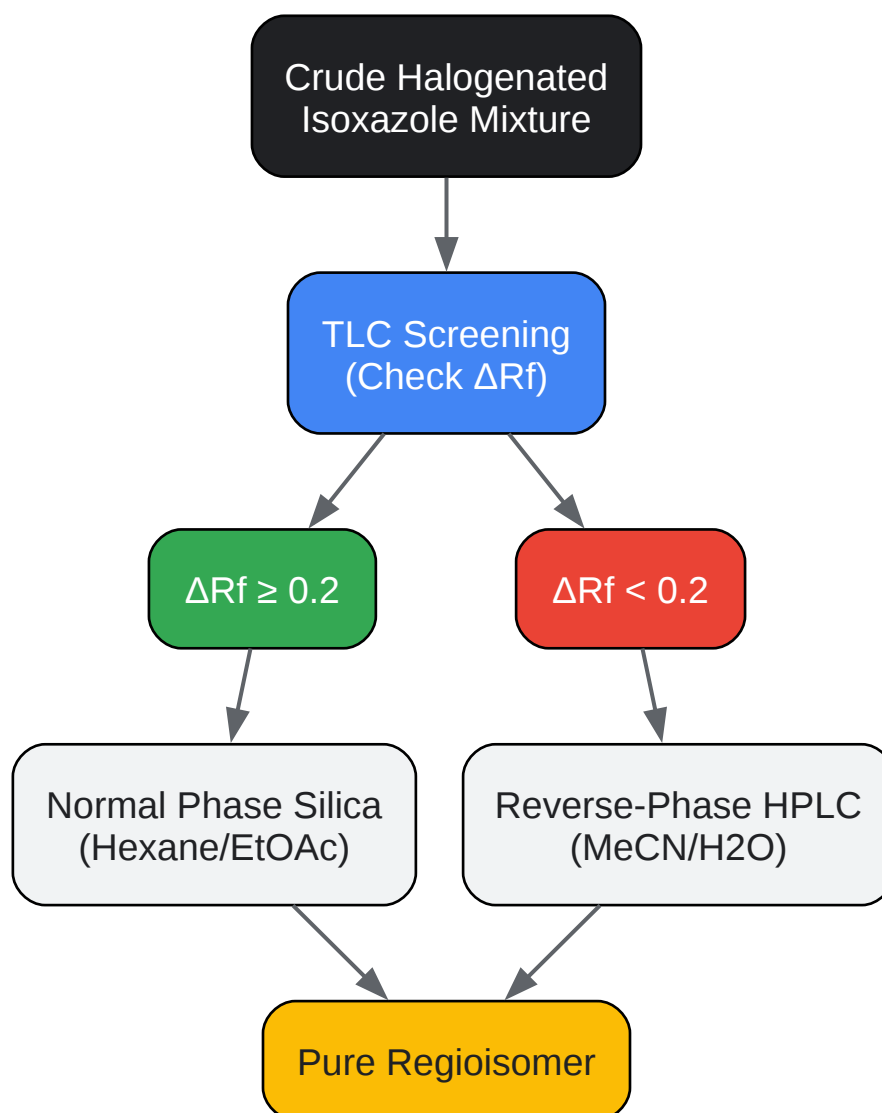 Crude Halogenated
Isoxazole Mixture
TLC Screening
(Check ΔRf)
ΔRf ≥ 0.2
ΔRf < 0.2
Normal Phase Silica
(Hexane/EtOAc)
Reverse-Phase HPLC
(MeCN/H2O)
Pure Regioisomer